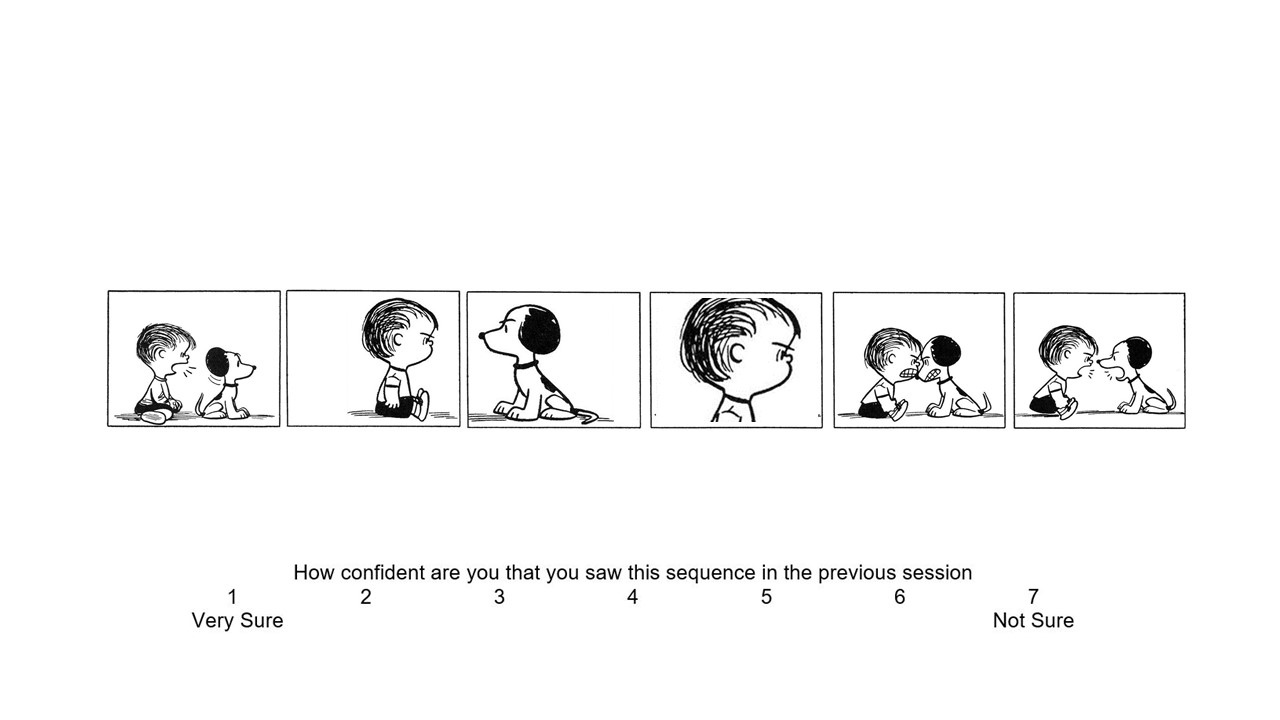 How confident are you that you saw this sequence in the previous session
1 2 3 4 5 6 7
Very Sure Not Sure